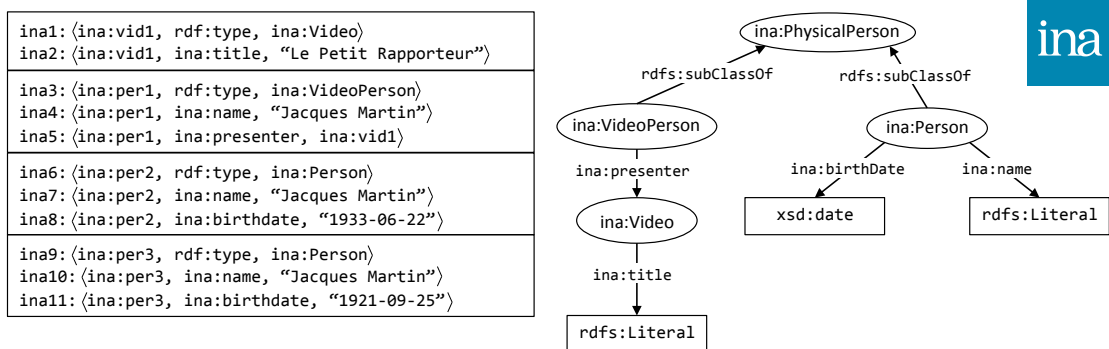 ina1: ⟨ina:vid1, rdf:type, ina:Video⟩
ina2: ⟨ina:vid1, ina:title, “Le Petit Rapporteur”⟩
ina3: ⟨ina:per1, rdf:type, ina:VideoPerson⟩
ina4: ⟨ina:per1, ina:name, “Jacques Martin”⟩
ina5: ⟨ina:per1, ina:presenter, ina:vid1⟩
ina6: ⟨ina:per2, rdf:type, ina:Person⟩
ina7: ⟨ina:per2, ina:name, “Jacques Martin”⟩
ina8: ⟨ina:per2, ina:birthdate, “1933-06-22”⟩
ina9: ⟨ina:per3, rdf:type, ina:Person⟩
ina10: ⟨ina:per3, ina:name, “Jacques Martin”⟩
ina11: ⟨ina:per3, ina:birthdate, “1921-09-25”⟩
ina:PhysicalPerson
rdfs:subClassOf
rdfs:subClassOf
ina:VideoPerson
ina:Person
ina:presenter
ina:birthDate
ina:name
ina:Video
xsd:date
rdfs:Literal
ina:title
rdfs:Literal
ina